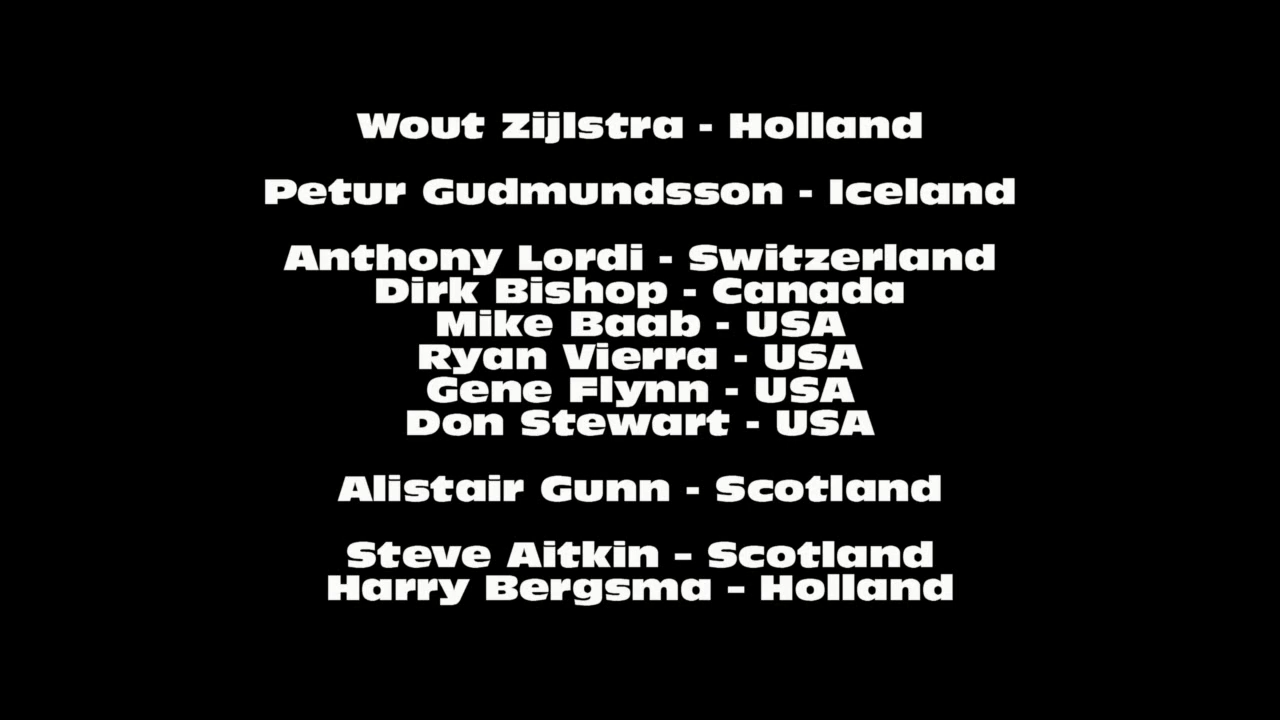 Wout Zijlstra - Holland
Petur Gudmundsson - Iceland
Anthony Lordi - Switzerland
Dirk Bishop - Canada
Mike Baab - USA
Ryan Vierra - USA
Gene Flynn - USA
Don Stewart - USA
Alistair Gunn - Scotland
Steve Aitkin – Scotland
Harry Bergsma – Holland